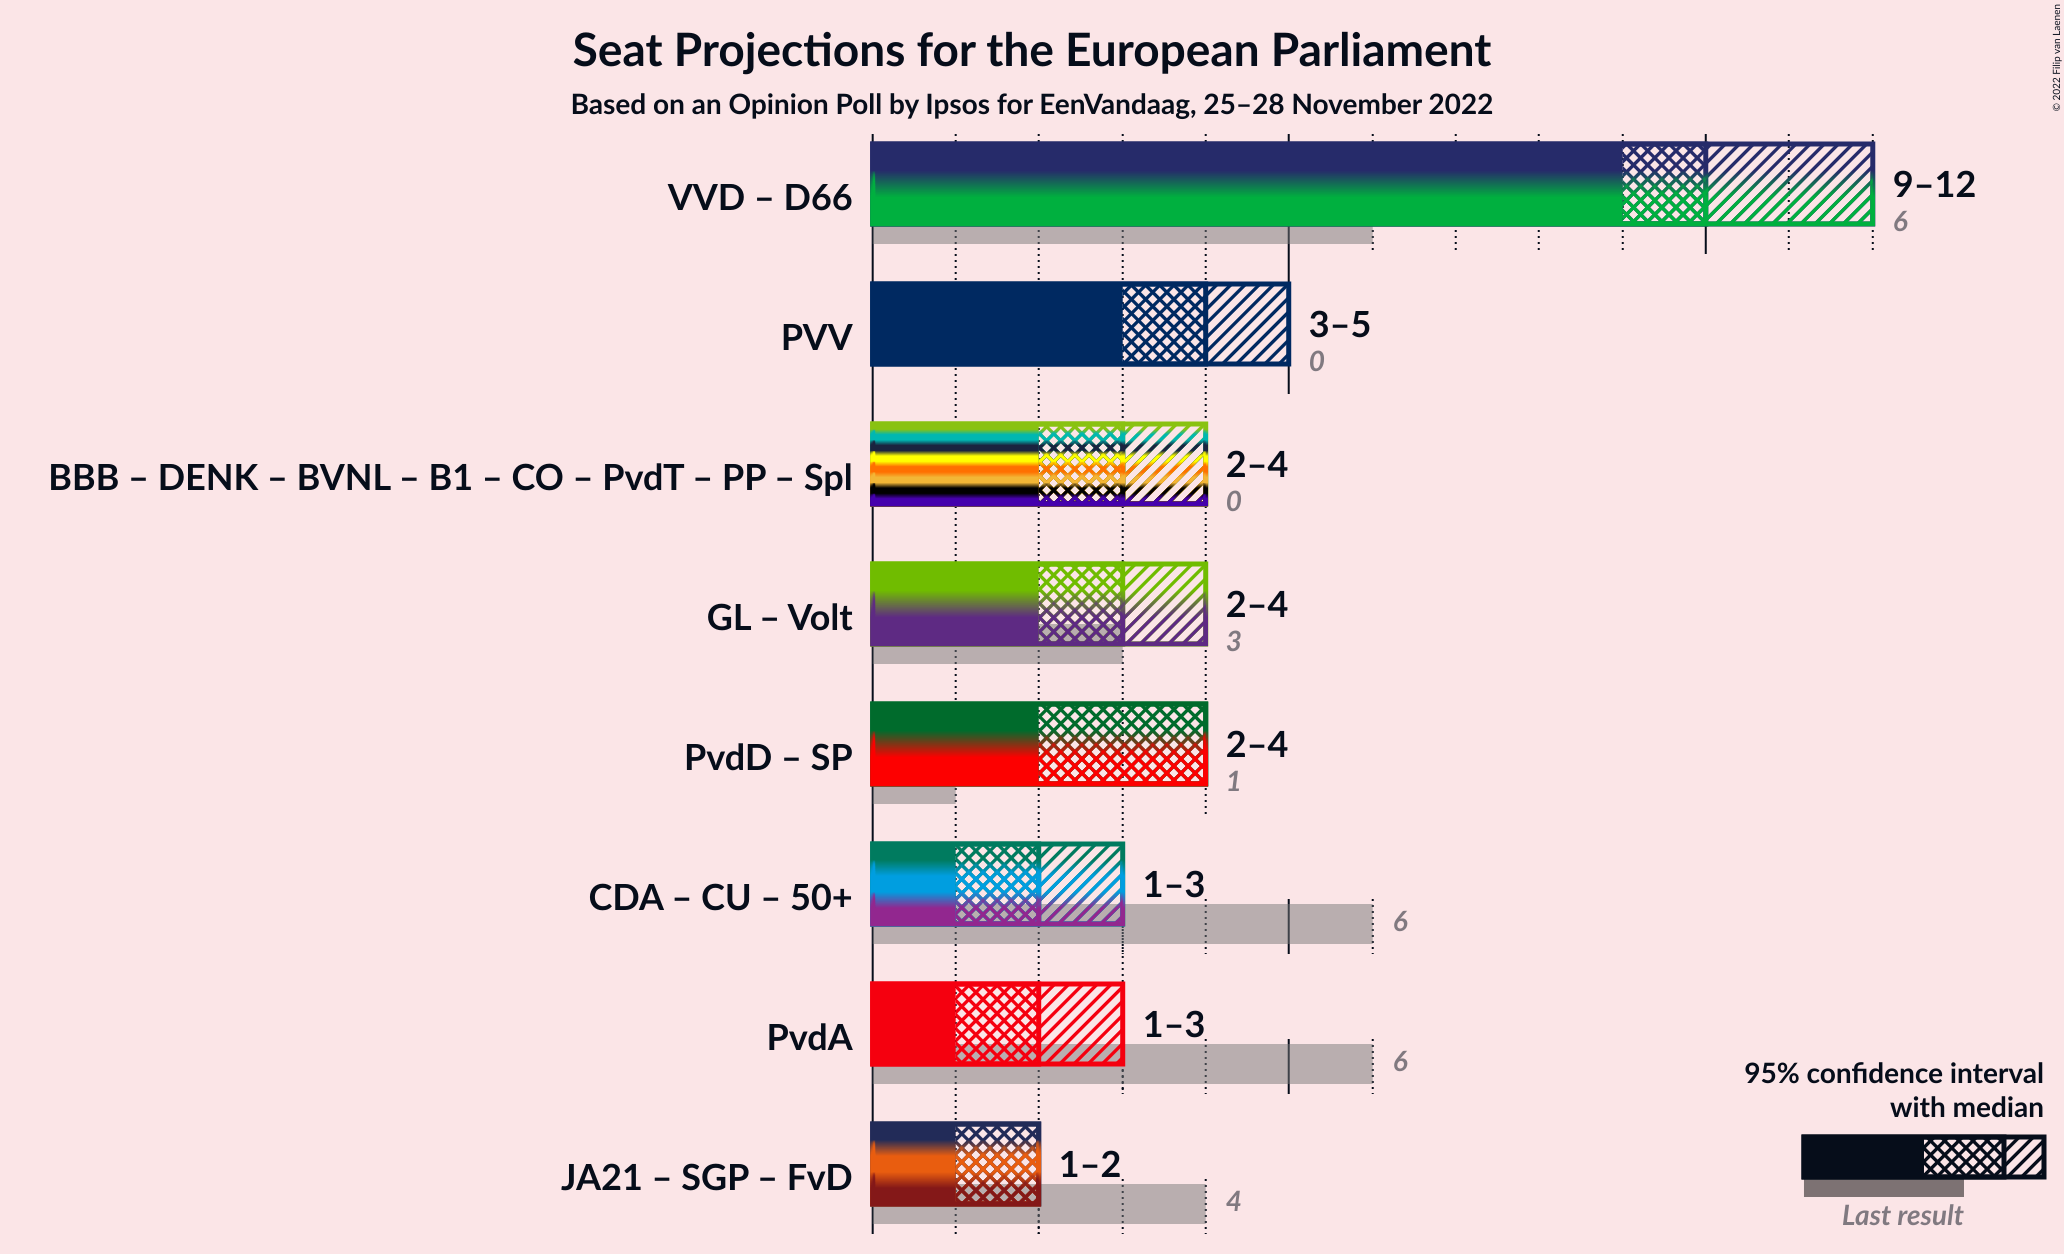 Seat Projections for the European Parliament
Based on an Opinion Poll by Ipsos for EenVandaag, 25–28 November 2022
© 2022 Filip van Laenen
VVD – D66
9–12
6
PVV
3–5
0
BBB – DENK – BVNL – B1 – CO – PvdT – PP – Spl
2–4
0
GL – Volt
2–4
3
PvdD – SP
2–4
1
CDA – CU – 50+
1–3
6
PvdA
1–3
6
JA21 – SGP – FvD
1–2
4
95% confidence interval
with median
Last result